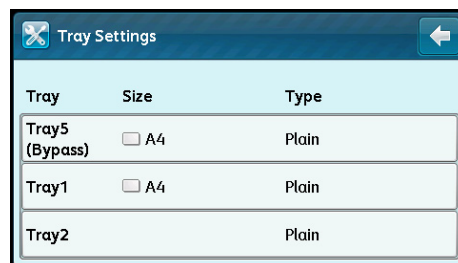 Tray Settings
Tray Size Type
Tray5 (Bypass) A4 Plain
Tray1 A4 Plain
Tray2 Plain